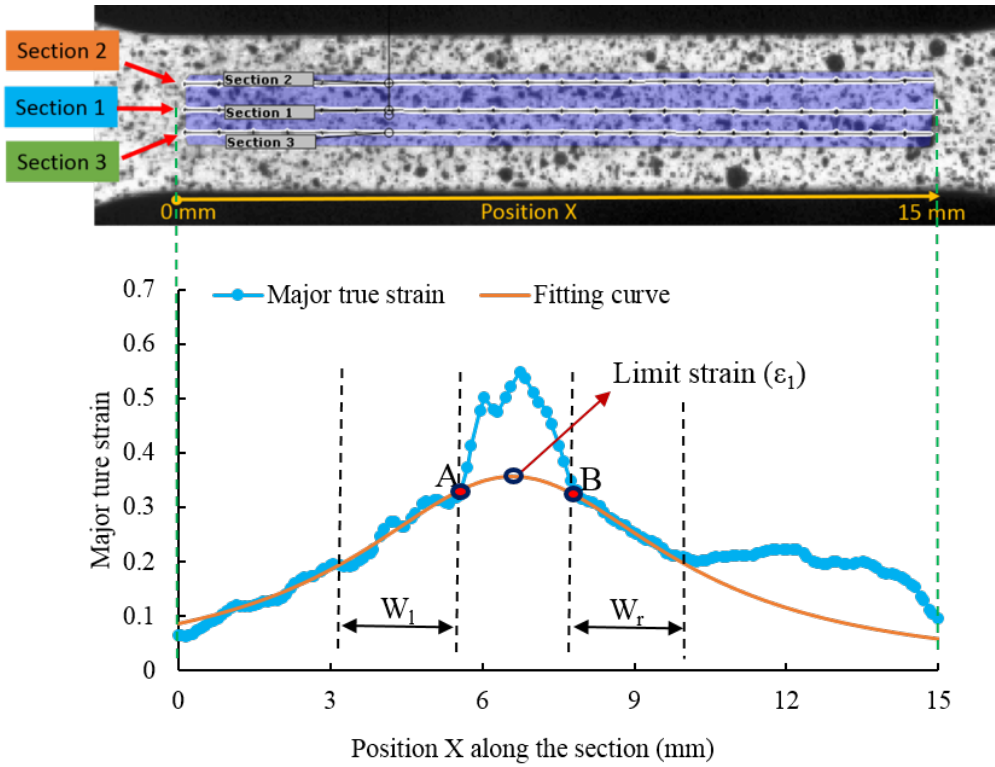 Section 2
Section 1
Section 3
Section 2
Section 1
Section 3
0 mm
Position X
15 mm
0.7
0.6
0.5
0.4
0.3
0.2
0.1
0
Major ture strain
Major true strain
Fitting curve
Limit strain (ε₁)
A
B
W₁
Wᵣ
0
3
6
9
12
15
Position X along the section (mm)